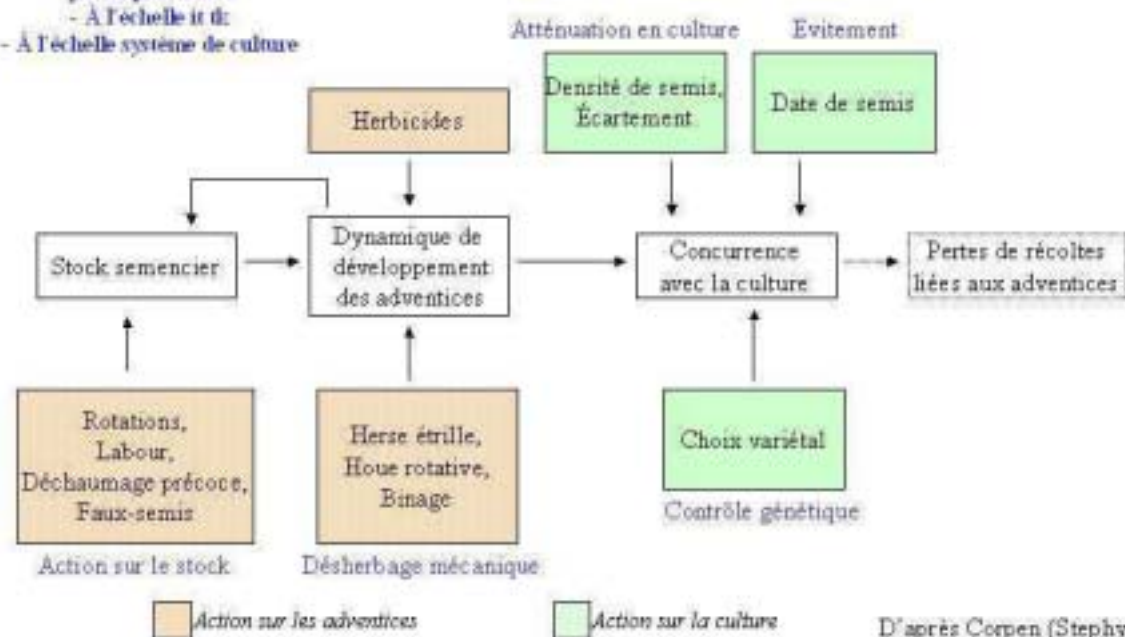 - À l'échelle
- À l'échelle système de culture
Atténuation en culture
Evitement
Herbicides
Densité de semis,
Écartement
Date de semis
Stock semencier
Dynamique de
développement
des adventices
Concurrence
avec la culture
Pertes de récoltes
liées aux adventices
Rotations,
Labour,
Déchaumage précoce,
Faux-semis
Herse étrille,
Houe rotative,
Binage
Choix variétal
Action sur le stock
Désherbage mécanique
Contrôle génétique
Action sur les adventices
Action sur la culture
D'après Corpen (Stephy